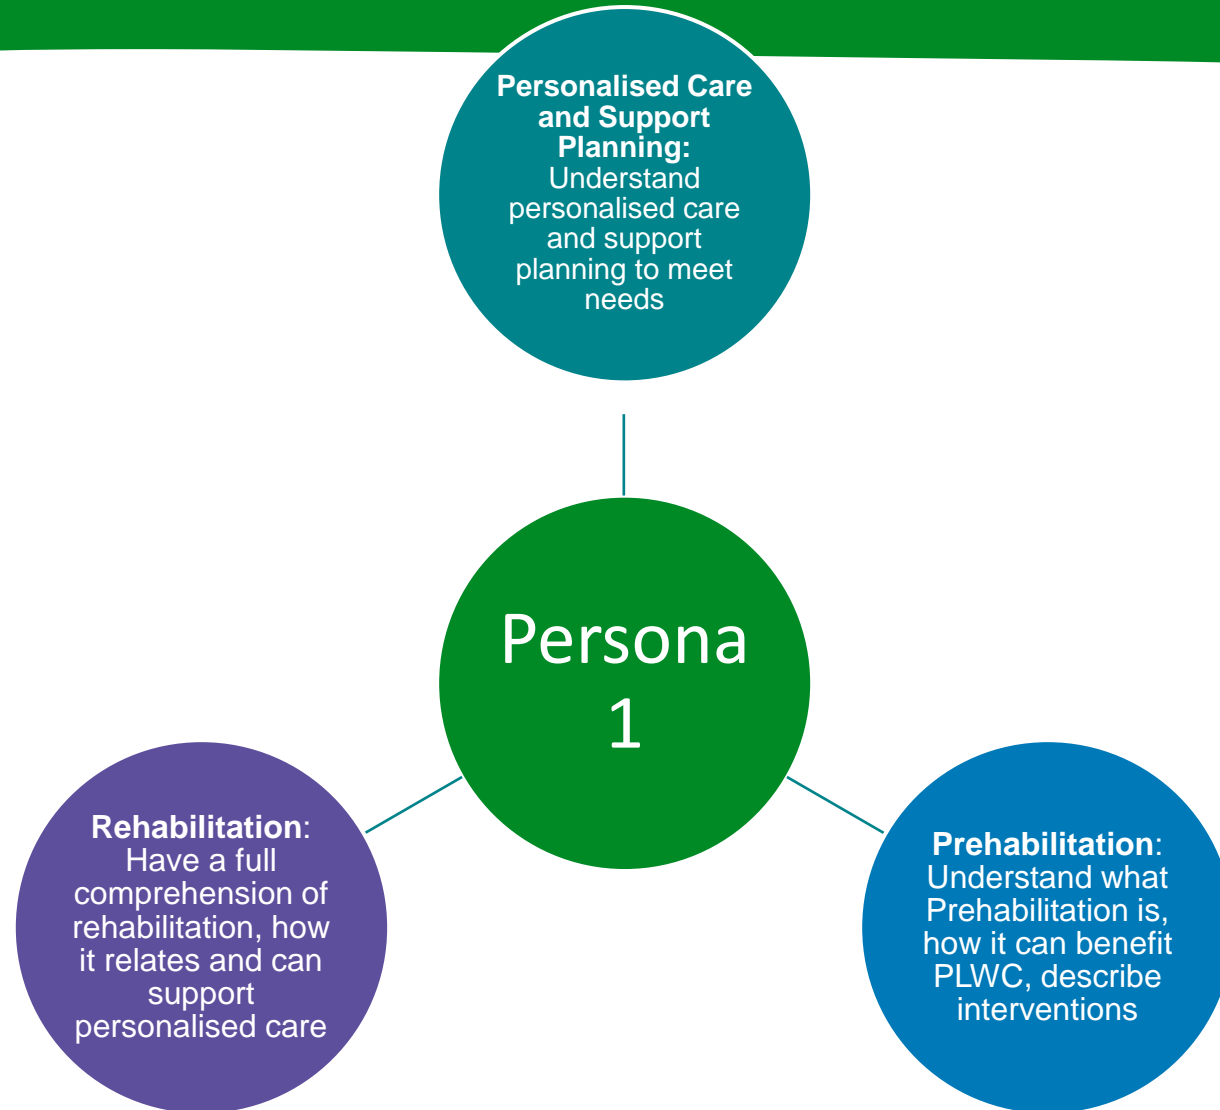 Personalised Care
and Support
Planning:
Understand
personalised care
and support
planning to meet
needs
Persona
1
Rehabilitation:
Have a full
comprehension of
rehabilitation, how
it relates and can
support
personalised care
Prehabilitation:
Understand what
Prehabilitation is,
how it can benefit
PLWC, describe
interventions